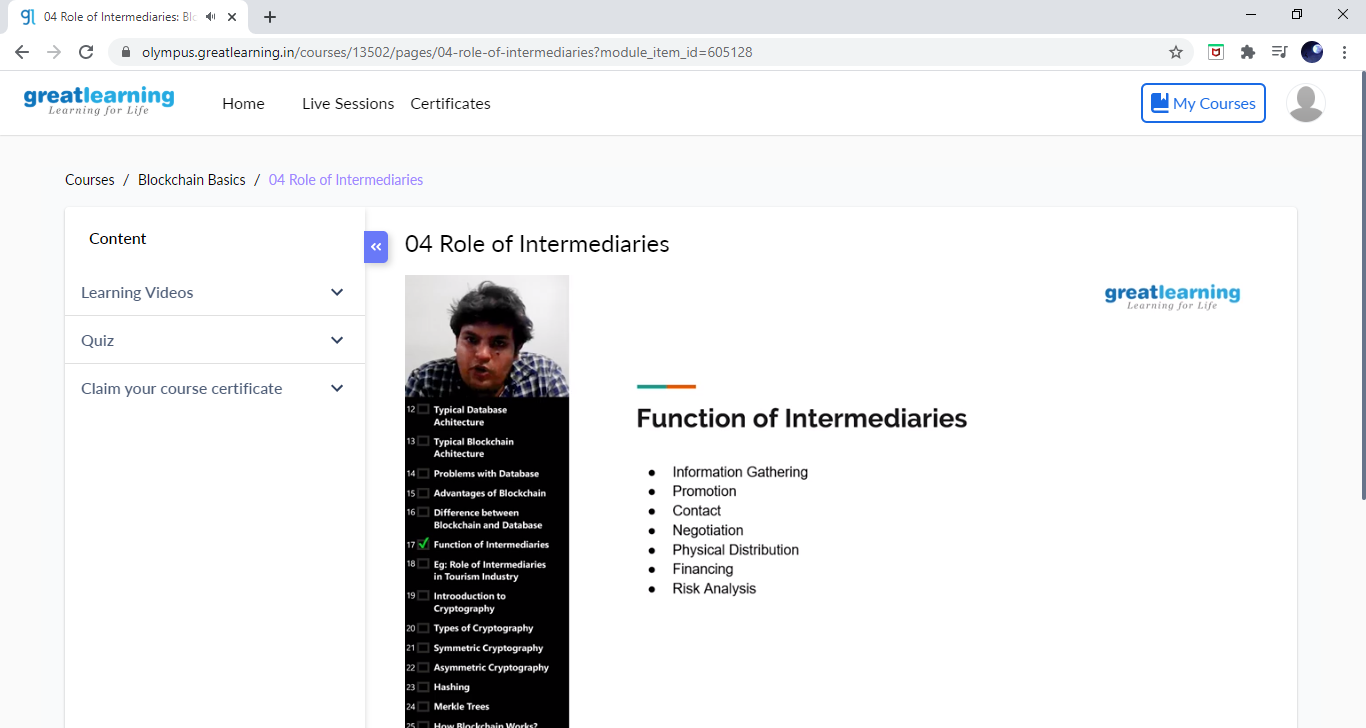 04 Role of Intermediaries: Blo
olympus.greatlearning.in/courses/13502/pages/04-role-of-intermediaries?module_item_id=605128
greatlearning
Learning for Life
Home
Live Sessions
Certificates
My Courses
Courses / Blockchain Basics / 04 Role of Intermediaries
Content
Learning Videos
Quiz
Claim your course certificate
04 Role of Intermediaries
12 Typical Database
Achitecture
13 Typical Blockchain
Achitecture
14 Problems with Database
15 Advantages of Blockchain
16 Difference between
Blockchain and Database
17 Function of Intermediaries
18 Eg: Role of Intermediaries
in Tourism Industry
19 Introoduction to
Cryptography
20 Types of Cryptography
21 Symmetric Cryptography
22 Asymmetric Cryptography
23 Hashing
24 Merkle Trees
25 How Blockchain Works?
greatlearning
Learning for Life
Function of Intermediaries
● Information Gathering
● Promotion
● Contact
● Negotiation
● Physical Distribution
● Financing
● Risk Analysis